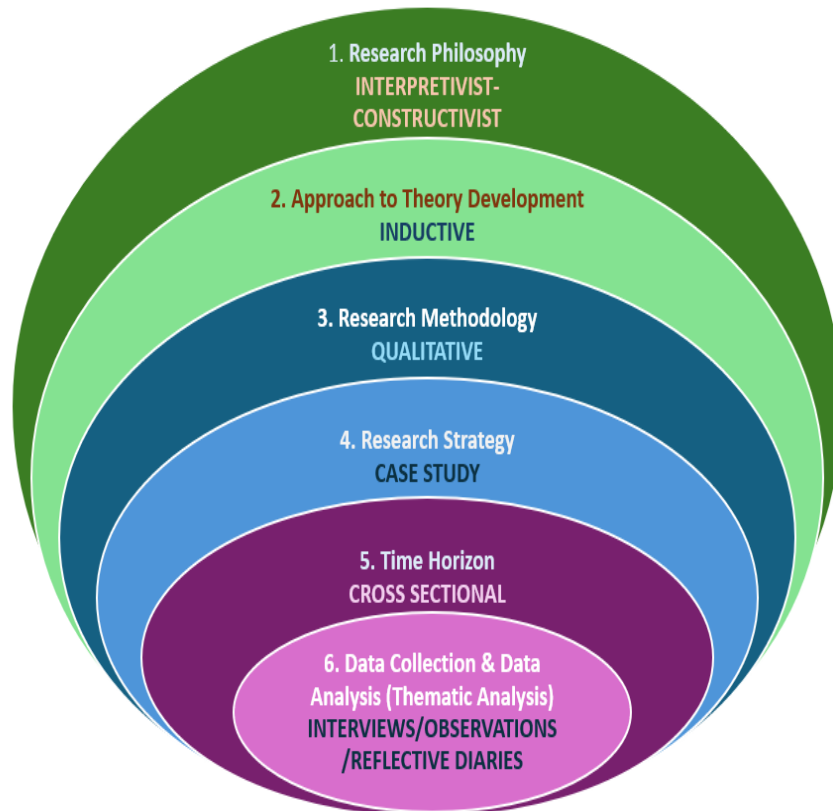 1. Research Philosophy
INTERPRETIVIST-
CONSTRUCTIVIST
2. Approach to Theory Development
INDUCTIVE
3. Research Methodology
QUALITATIVE
4. Research Strategy
CASE STUDY
5. Time Horizon
CROSS SECTIONAL
6. Data Collection & Data
Analysis (Thematic Analysis)
INTERVIEWS/OBSERVATIONS
/REFLECTIVE DIARIES